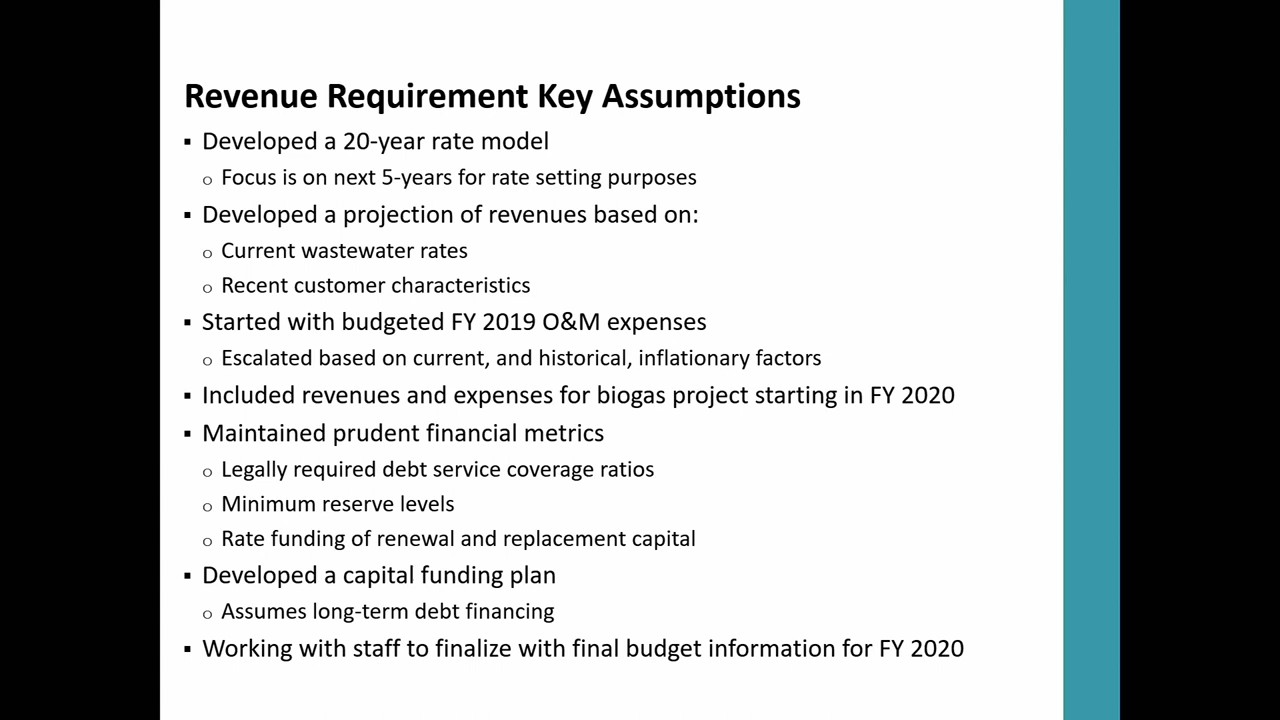 Revenue Requirement Key Assumptions
▪ Developed a 20-year rate model
o Focus is on next 5-years for rate setting purposes
▪ Developed a projection of revenues based on:
o Current wastewater rates
o Recent customer characteristics
▪ Started with budgeted FY 2019 O&M expenses
o Escalated based on current, and historical, inflationary factors
▪ Included revenues and expenses for biogas project starting in FY 2020
▪ Maintained prudent financial metrics
o Legally required debt service coverage ratios
o Minimum reserve levels
o Rate funding of renewal and replacement capital
▪ Developed a capital funding plan
o Assumes long-term debt financing
▪ Working with staff to finalize with final budget information for FY 2020